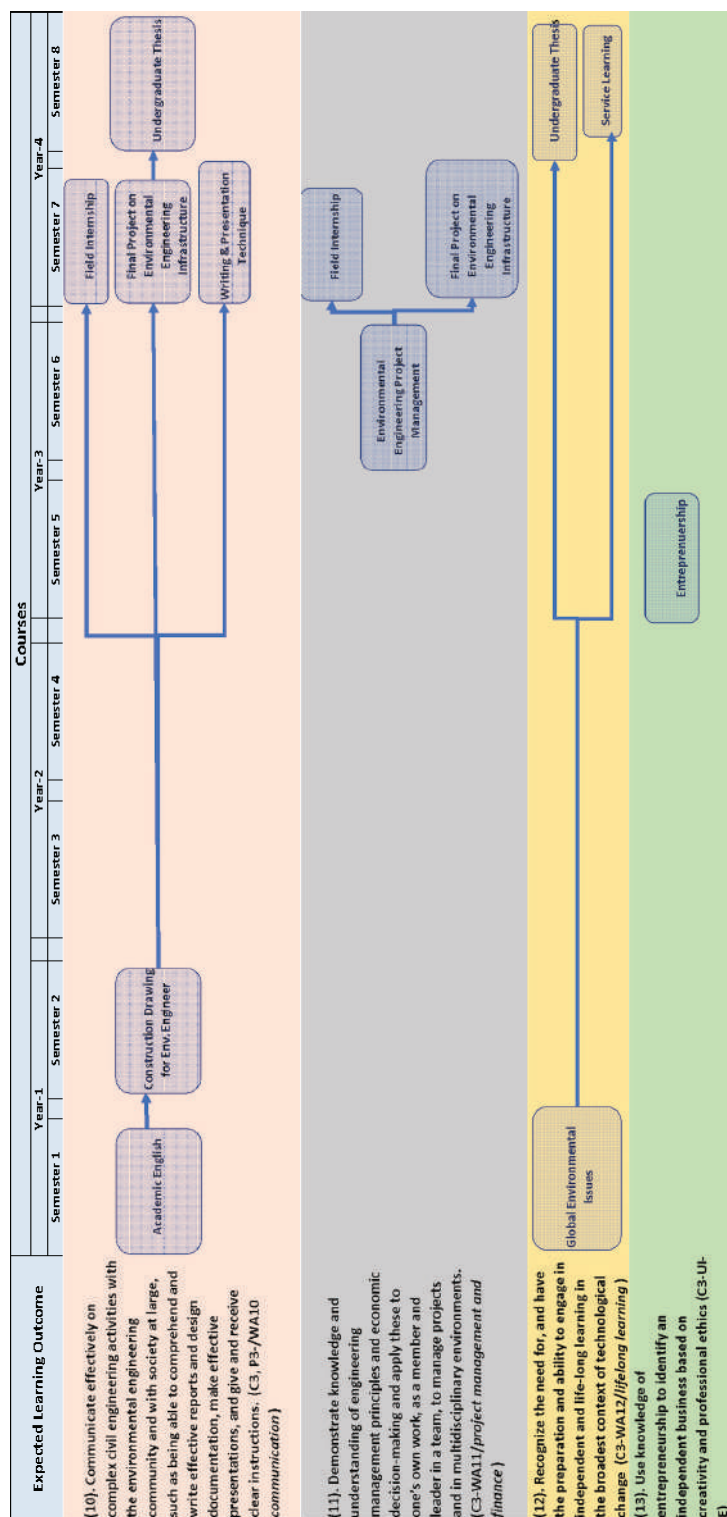 Expected Learning Outcome
Courses
Year-1
Year-2
Year-3
Year-4
Semester 1
Semester 2
Semester 3
Semester 4
Semester 5
Semester 6
Semester 7
Semester 8
(10). Communicate effectively on
complex civil engineering activities with
the environmental engineering
community and with society at large,
such as being able to comprehend and
write effective reports and design
documentation, make effective
presentations, and give and receive
clear instructions. (C3, P3-/WA10
communication)
Academic English
Construction Drawing
for Env. Engineer
Field Internship
Final Project on
Environmental
Engineering
Infrastructure
Writing & Presentation
Technique
Undergraduate Thesis
(11). Demonstrate knowledge and
understanding of engineering
management principles and economic
decision-making and apply these to
one's own work, as a member and
leader in a team, to manage projects
and in multidisciplinary environments.
(C3-WA11/project management and
finance)
Environmental
Engineering Project
Management
Field Internship
Final Project on
Environmental
Engineering
Infrastructure
(12). Recognize the need for, and have
the preparation and ability to engage in
independent and life-long learning in
the broadest context of technological
change (C3-WA12/lifelong learning)
Global Environmental
Issues
Undergraduate Thesis
Service Learning
(13). Use knowledge of
entrepreneurship to identify an
independent business based on
creativity and professional ethics (C3-UI-
E)
Entreprenuership